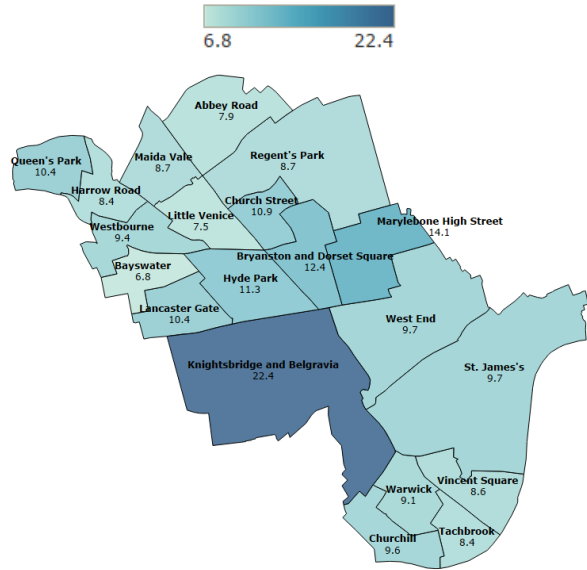 6.8
22.4
Abbey Road
7.9
Queen's Park
10.4
Maida Vale
8.7
Regent's Park
8.7
Harrow Road
8.4
Church Street
10.9
Little Venice
7.5
Marylebone High Street
14.1
Westbourne
9.4
Bryanston and Dorset Square
12.4
Bayswater
6.8
Hyde Park
11.3
Lancaster Gate
10.4
West End
9.7
Knightsbridge and Belgravia
22.4
St. James's
9.7
Vincent Square
8.6
Warwick
9.1
Tachbrook
8.4
Churchill
9.6